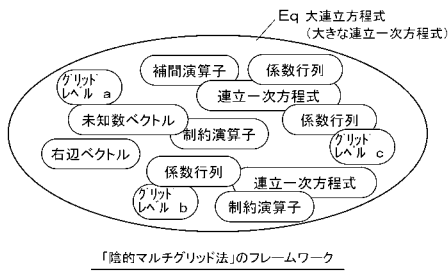 Eq 大連立方程式
(大きな連立一次方程式)
補間演算子
係数行列
グリッド
レベル a
連立一次方程式
未知数ベクトル
係数行列
制約演算子
グリッド
レベル c
右辺ベクトル
係数行列
連立一次方程式
グリッド
レベル b
制約演算子
「陰的マルチグリッド法」のフレームワーク